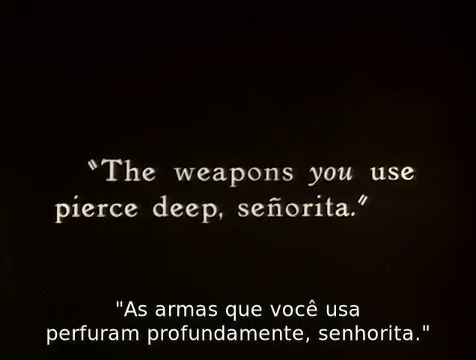 "The weapons you use
pierce deep, señorita."
"As armas que você usa
perfuram profundamente, senhorita."